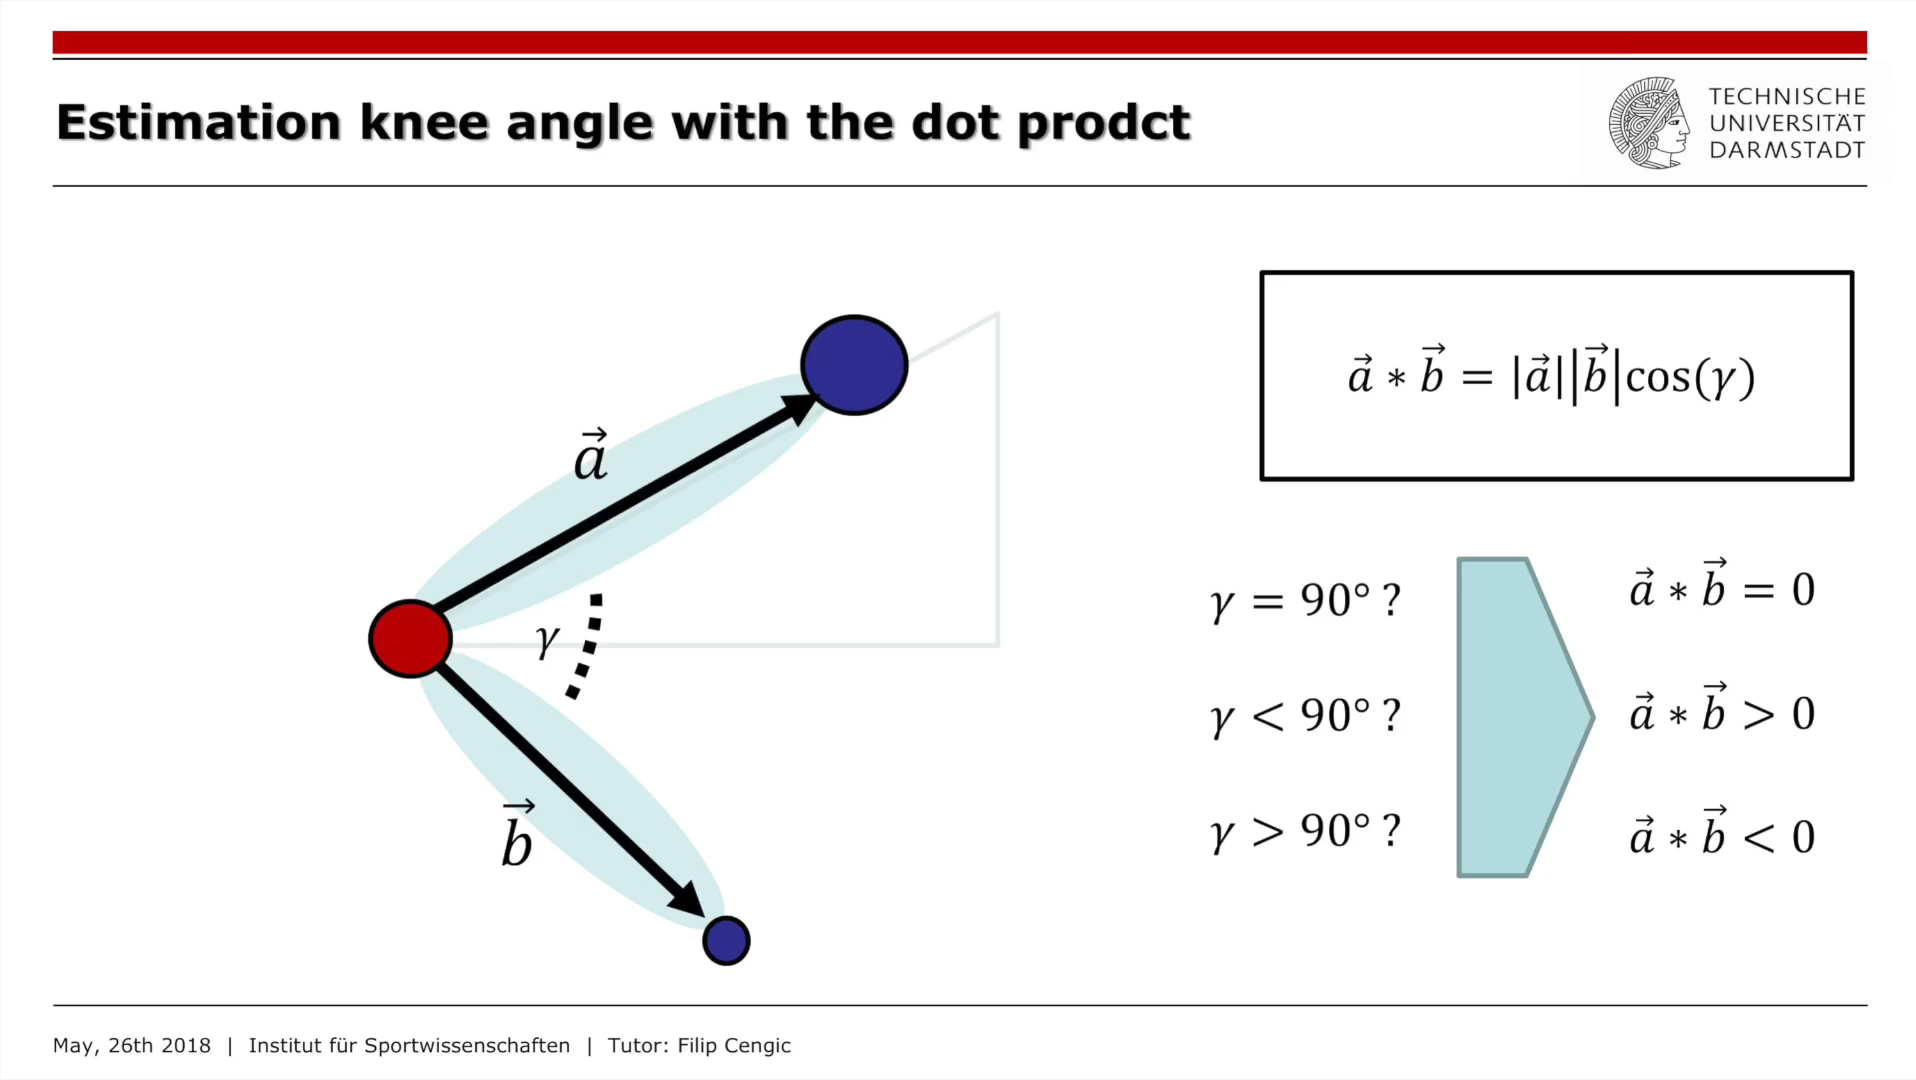 Estimation knee angle with the dot prodct
TECHNISCHE
UNIVERSITÄT
DARMSTADT
a⃗
γ
b⃗
a⃗ ∗ b⃗ = |a⃗||b⃗|cos(γ)
γ = 90° ?
γ < 90° ?
γ > 90° ?
a⃗ ∗ b⃗ = 0
a⃗ ∗ b⃗ > 0
a⃗ ∗ b⃗ < 0
May, 26th 2018 | Institut für Sportwissenschaften | Tutor: Filip Cengic